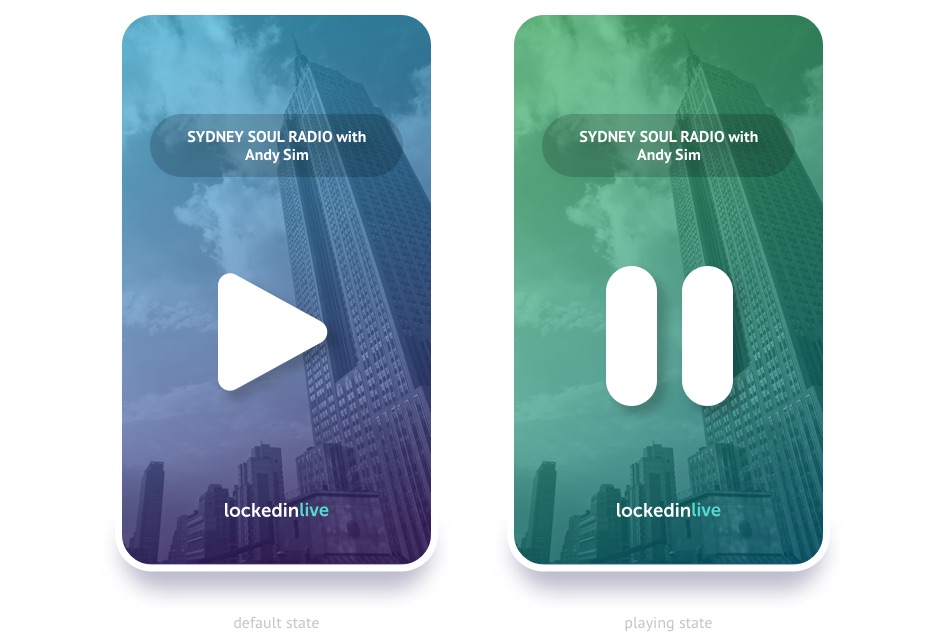 SYDNEY SOUL RADIO with
Andy Sim
lockedinlive
default state
SYDNEY SOUL RADIO with
Andy Sim
lockedinlive
playing state